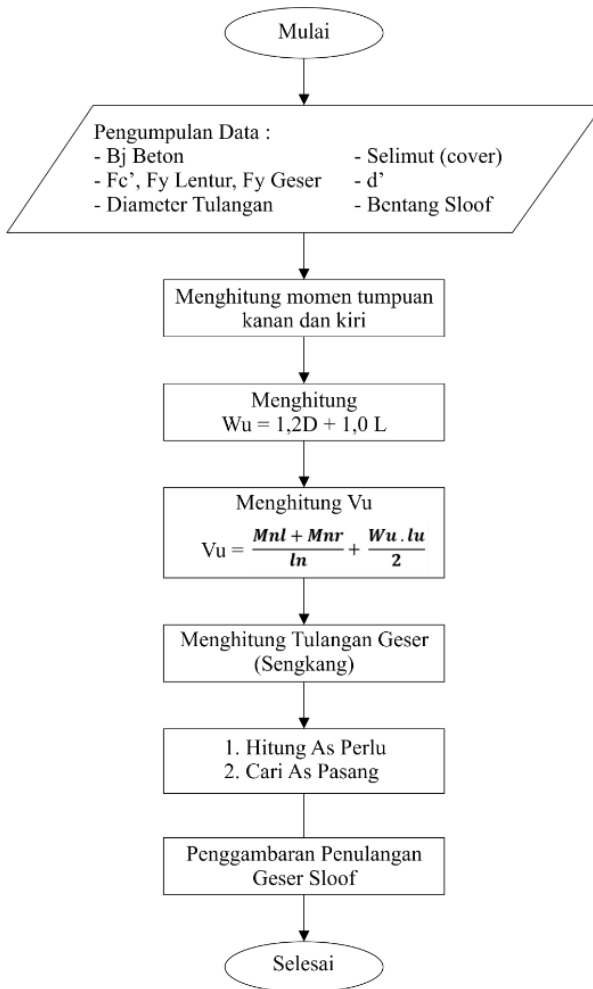 Mulai
Pengumpulan Data :
- Bj Beton
- Fc’, Fy Lentur, Fy Geser
- Diameter Tulangan
- Selimut (cover)
- d’
- Bentang Sloof
Menghitung momen tumpuan
kanan dan kiri
Menghitung
Wu = 1,2D + 1,0 L
Menghitung Vu
Vu = \frac{Mnl + Mnr}{ln} + \frac{Wu . lu}{2}
Menghitung Tulangan Geser
(Sengkang)
1. Hitung As Perlu
2. Cari As Pasang
Penggambaran Penulangan
Geser Sloof
Selesai